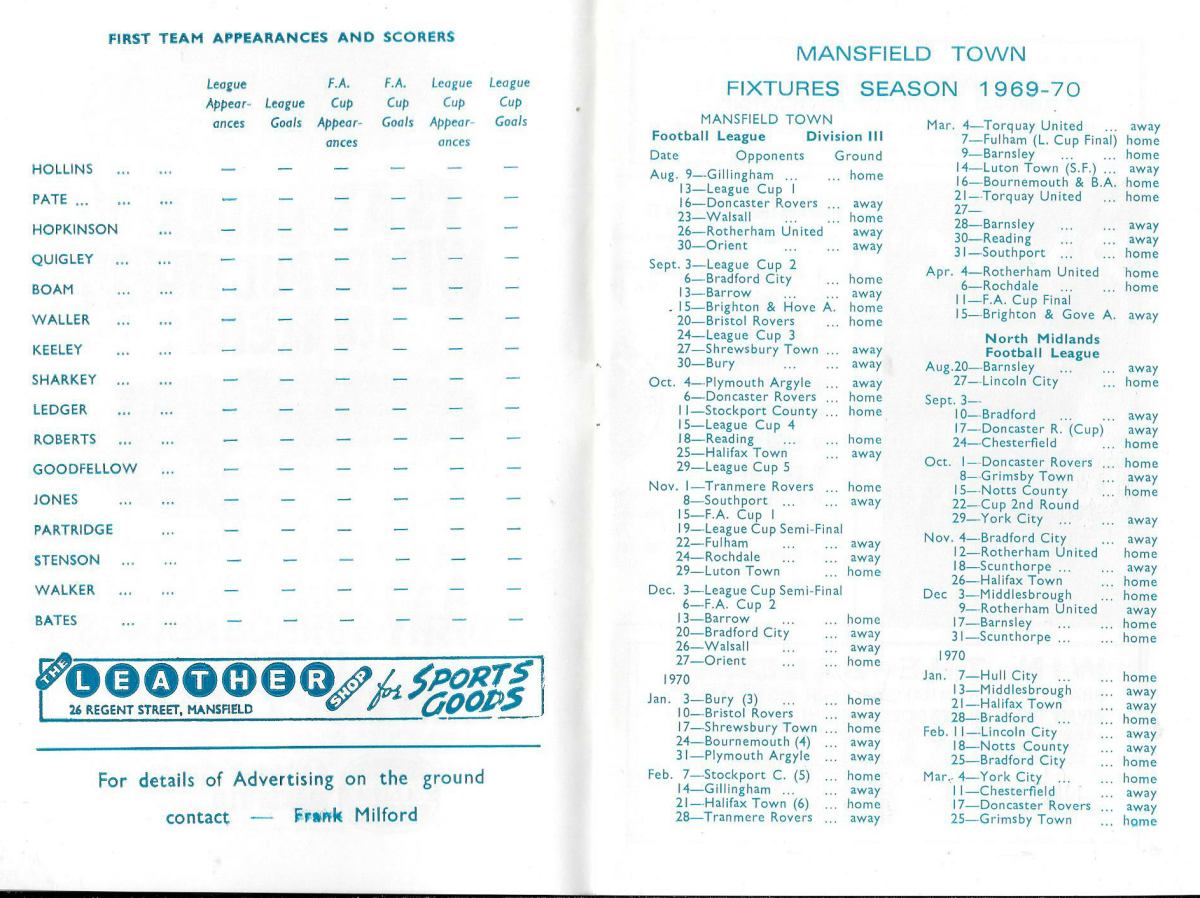 FIRST TEAM APPEARANCES AND SCORERS
League Appear- ances League Goals F.A. Cup Appear- ances F.A. Cup Goals League Cup Appear- ances League Cup Goals
HOLLINS ... ... — — — — — —
PATE ... ... ... — — — — — —
HOPKINSON ... — — — — — —
QUIGLEY ... ... — — — — — —
BOAM ... ... — — — — — —
WALLER ... ... — — — — — —
KEELEY ... ... — — — — — —
SHARKEY ... ... — — — — — —
LEDGER ... ... — — — — — —
ROBERTS ... ... — — — — — —
GOODFELLOW ... — — — — — —
JONES ... ... — — — — — —
PARTRIDGE ... — — — — — —
STENSON ... ... — — — — — —
WALKER ... ... — — — — — —
BATES ... ... — — — — — —
THE LEATHER SHOP for SPORTS GOODS
26 REGENT STREET, MANSFIELD
For details of Advertising on the ground
contact — Frank Milford
MANSFIELD TOWN
FIXTURES SEASON 1969-70
MANSFIELD TOWN
Football League Division III
Date Opponents Ground
Aug. 9—Gillingham ... ... home
13—League Cup 1
16—Doncaster Rovers ... away
23—Walsall ... ... home
26—Rotherham United away
30—Orient ... ... away
Sept. 3—League Cup 2
6—Bradford City ... home
13—Barrow ... ... away
15—Brighton & Hove A. home
20—Bristol Rovers ... home
24—League Cup 3
27—Shrewsbury Town ... away
30—Bury ... ... away
Oct. 4—Plymouth Argyle ... away
6—Doncaster Rovers ... home
11—Stockport County ... home
15—League Cup 4
18—Reading ... ... home
25—Halifax Town ... away
29—League Cup 5
Nov. 1—Tranmere Rovers ... home
8—Southport ... away
15—F.A. Cup 1
19—League Cup Semi-Final
22—Fulham ... ... away
24—Rochdale ... ... away
29—Luton Town ... home
Dec. 3—League Cup Semi-Final
6—F.A. Cup 2
13—Barrow ... ... home
20—Bradford City ... away
26—Walsall ... ... away
27—Orient ... ... home
1970
Jan. 3—Bury (3) ... ... home
10—Bristol Rovers ... away
17—Shrewsbury Town ... home
24—Bournemouth (4) ... away
31—Plymouth Argyle ... away
Feb. 7—Stockport C. (5) ... home
14—Gillingham ... ... away
21—Halifax Town (6) ... home
28—Tranmere Rovers ... away
Mar. 4—Torquay United ... away
7—Fulham (L. Cup Final) home
9—Barnsley ... ... home
14—Luton Town (S.F.) ... away
16—Bournemouth & B.A. home
21—Torquay United ... home
27—
28—Barnsley ... ... away
30—Reading ... ... away
31—Southport ... ... home
Apr. 4—Rotherham United home
6—Rochdale ... ... home
11—F.A. Cup Final
15—Brighton & Gove A. away
North Midlands
Football League
Aug.20—Barnsley ... ... away
27—Lincoln City ... home
Sept. 3—
10—Bradford ... ... away
17—Doncaster R. (Cup) away
24—Chesterfield ... home
Oct. 1—Doncaster Rovers ... home
8—Grimsby Town ... away
15—Notts County ... home
22—Cup 2nd Round
29—York City ... ... away
Nov. 4—Bradford City ... away
12—Rotherham United home
18—Scunthorpe ... ... away
26—Halifax Town ... home
Dec 3—Middlesbrough ... home
9—Rotherham United away
17—Barnsley ... ... home
31—Scunthorpe ... ... home
1970
Jan. 7—Hull City ... ... home
13—Middlesbrough ... away
21—Halifax Town ... away
28—Bradford ... ... home
Feb. 11—Lincoln City ... away
18—Notts County ... away
25—Bradford City ... home
Mar. 4—York City ... ... home
11—Chesterfield ... away
17—Doncaster Rovers ... away
25—Grimsby Town ... home